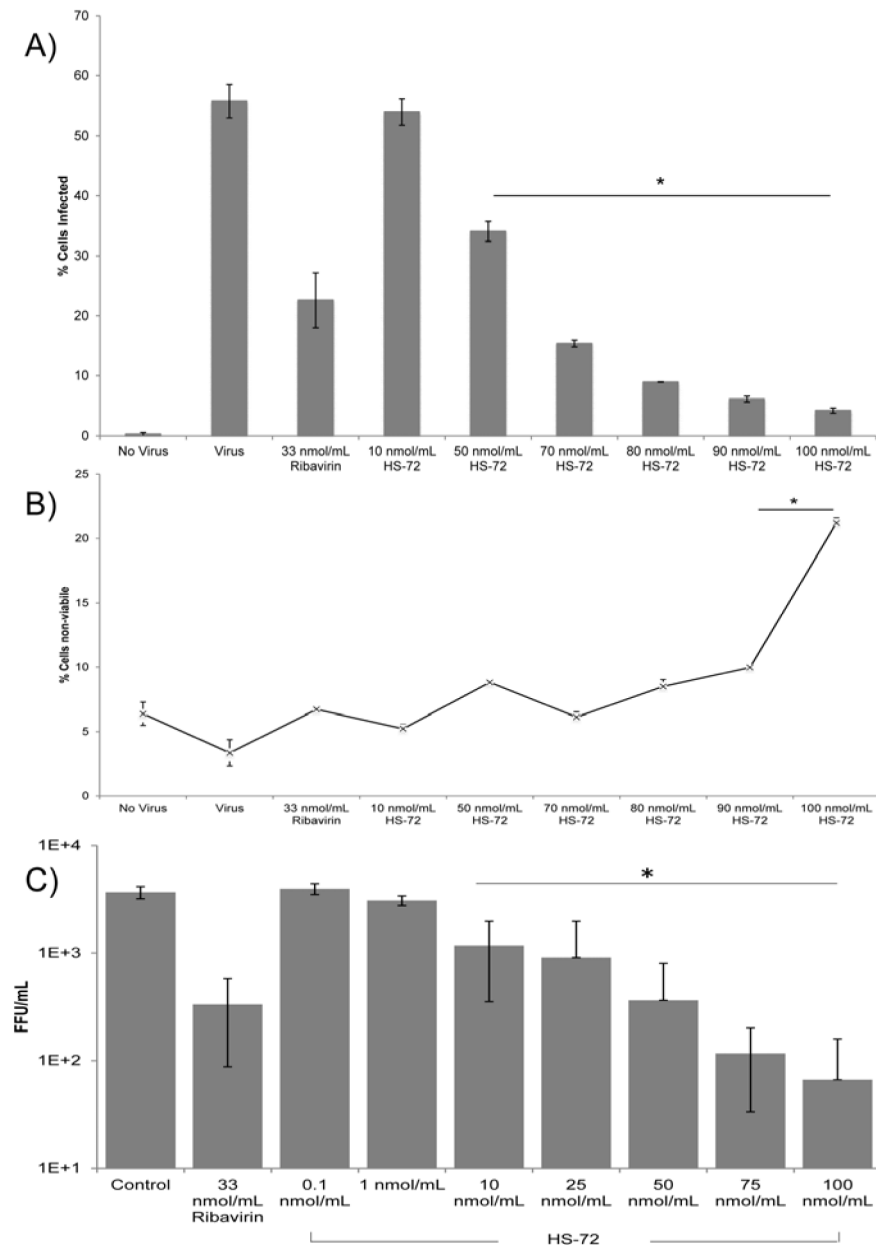 A)
% Cells Infected
70
60
50
40
30
20
10
0
*
No Virus
Virus
33 nmol/mL
Ribavirin
10 nmol/mL
HS-72
50 nmol/mL
HS-72
70 nmol/mL
HS-72
80 nmol/mL
HS-72
90 nmol/mL
HS-72
100 nmol/mL
HS-72
B)
% Cells non-viabile
25
20
15
10
5
0
*
No Virus
Virus
33 nmol/mL
Ribavirin
10 nmol/mL
HS-72
50 nmol/mL
HS-72
70 nmol/mL
HS-72
80 nmol/mL
HS-72
90 nmol/mL
HS-72
100 nmol/mL
HS-72
C)
FFU/mL
1E+4
1E+3
1E+2
1E+1
*
Control
33
nmol/mL
Ribavirin
0.1
nmol/mL
1 nmol/mL
10
nmol/mL
25
nmol/mL
50
nmol/mL
75
nmol/mL
100
nmol/mL
HS-72